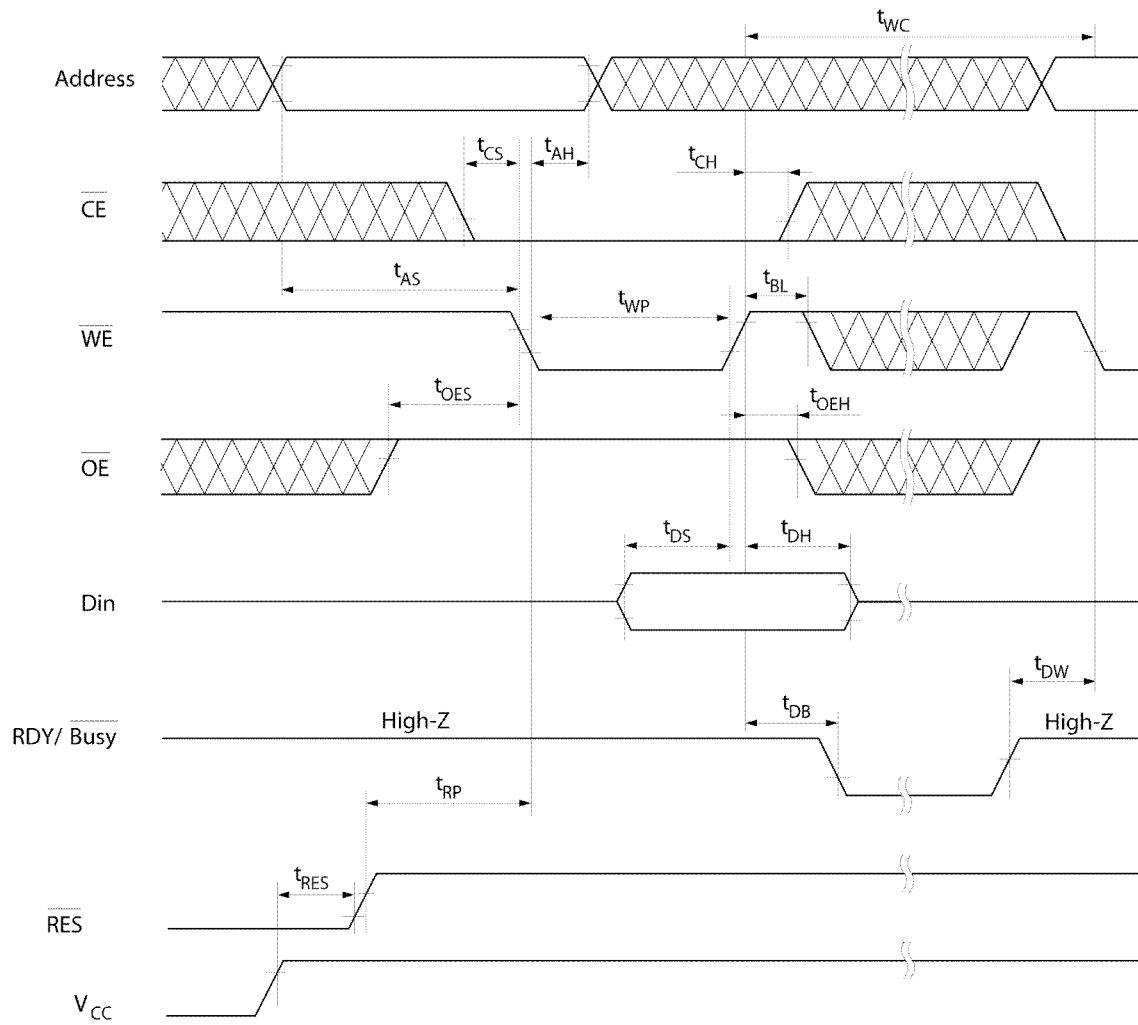 tWC
Address
tCS
tAH
tCH
CE
tAS
tWP
tBL
WE
tOES
tOEH
OE
tDS
tDH
Din
tDW
tDB
High-Z
High-Z
RDY/ Busy
tRP
tRES
RES
VCC